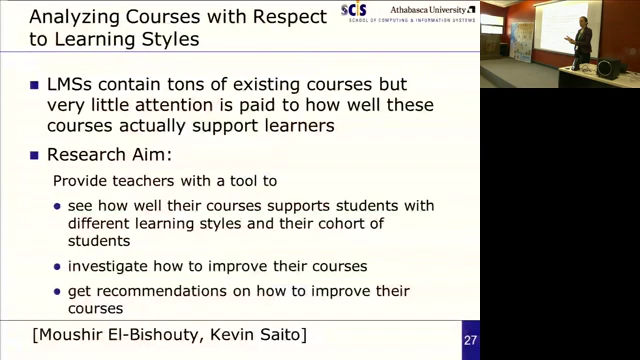 Analyzing Courses with Respect
to Learning Styles
SCIS
Athabasca University
SCHOOL OF COMPUTING & INFORMATION SYSTEMS
LMSs contain tons of existing courses but
very little attention is paid to how well these
courses actually support learners
Research Aim:
Provide teachers with a tool to
see how well their courses supports students with
different learning styles and their cohort of
students
investigate how to improve their courses
get recommendations on how to improve their
courses
[Moushir El-Bishouty, Kevin Saito]
27